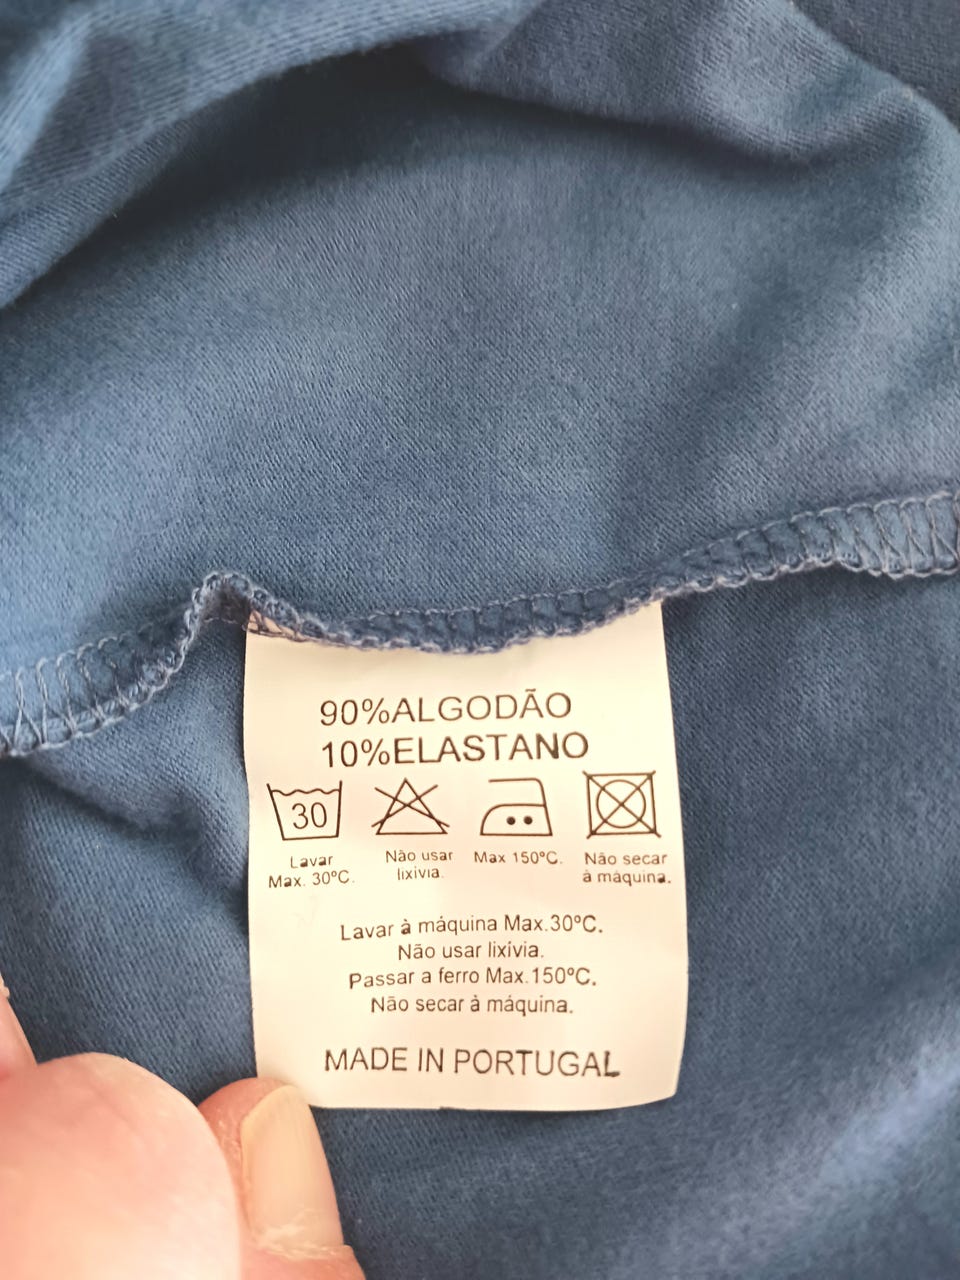 90%ALGODÃO
10%ELASTANO
30
Lavar
Max. 30ºC.
Não usar
lixívia.
Max 150ºC.
Não secar
à máquina.
Lavar à máquina Max.30ºC.
Não usar lixívia.
Passar a ferro Max.150ºC.
Não secar à máquina.
MADE IN PORTUGAL